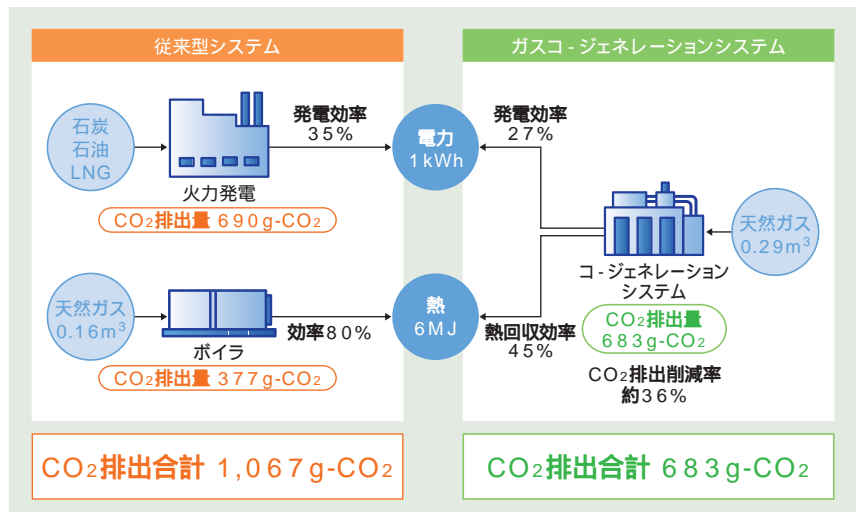 従来型システム
石炭
石油
LNG
火力発電
CO2排出量 690g-CO2
発電効率
35%
天然ガス
0.16m3
ボイラ
CO2排出量 377g-CO2
効率80%
CO2排出合計 1,067g-CO2
電力
1kWh
熱
6MJ
ガスコ-ジェネレーションシステム
発電効率
27%
熱回収効率
45%
コ-ジェネレーション
システム
天然ガス
0.29m3
CO2排出量
683g-CO2
CO2排出削減率
約36%
CO2排出合計 683g-CO2